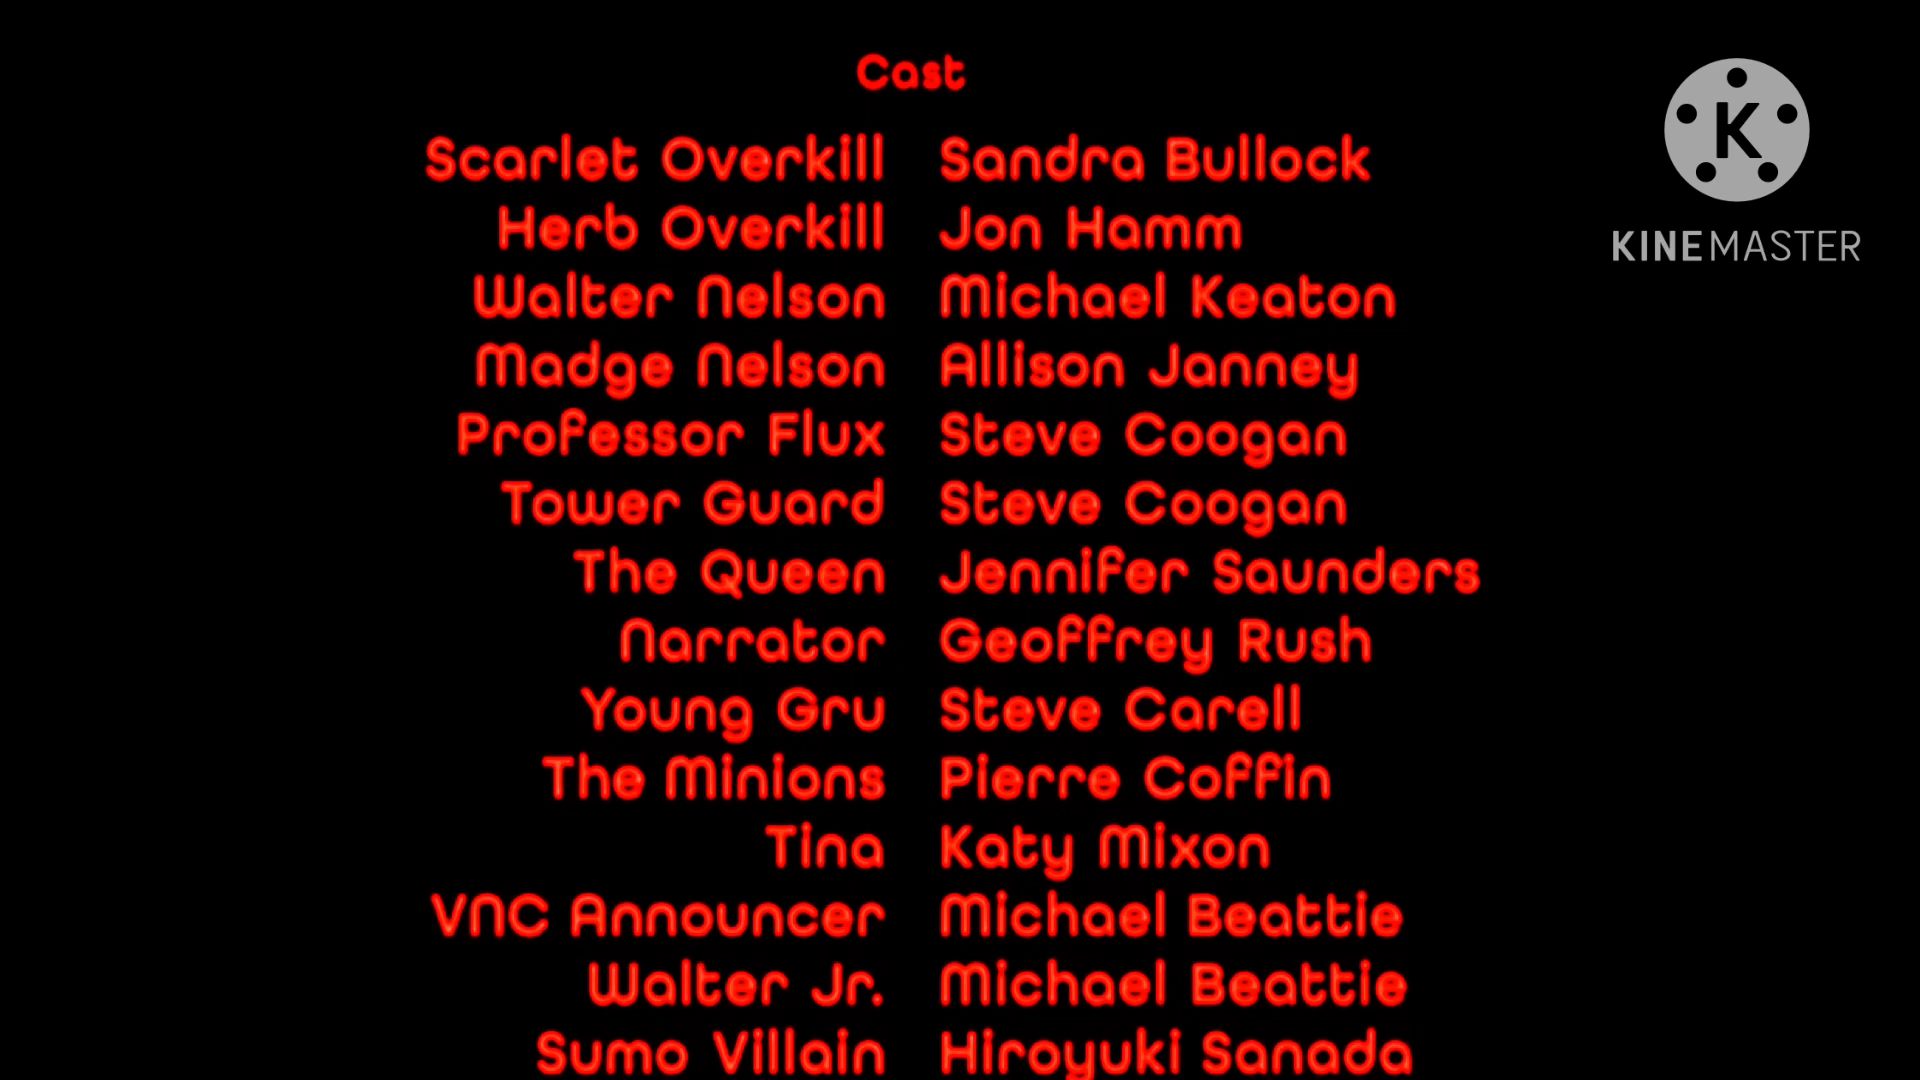 Cast
Scarlet Overkill Sandra Bullock
Herb Overkill Jon Hamm
Walter Nelson Michael Keaton
Madge Nelson Allison Janney
Professor Flux Steve Coogan
Tower Guard Steve Coogan
The Queen Jennifer Saunders
Narrator Geoffrey Rush
Young Gru Steve Carell
The Minions Pierre Coffin
Tina Katy Mixon
VNC Announcer Michael Beattie
Walter Jr. Michael Beattie
Sumo Villain Hiroyuki Sanada
K
KINEMASTER